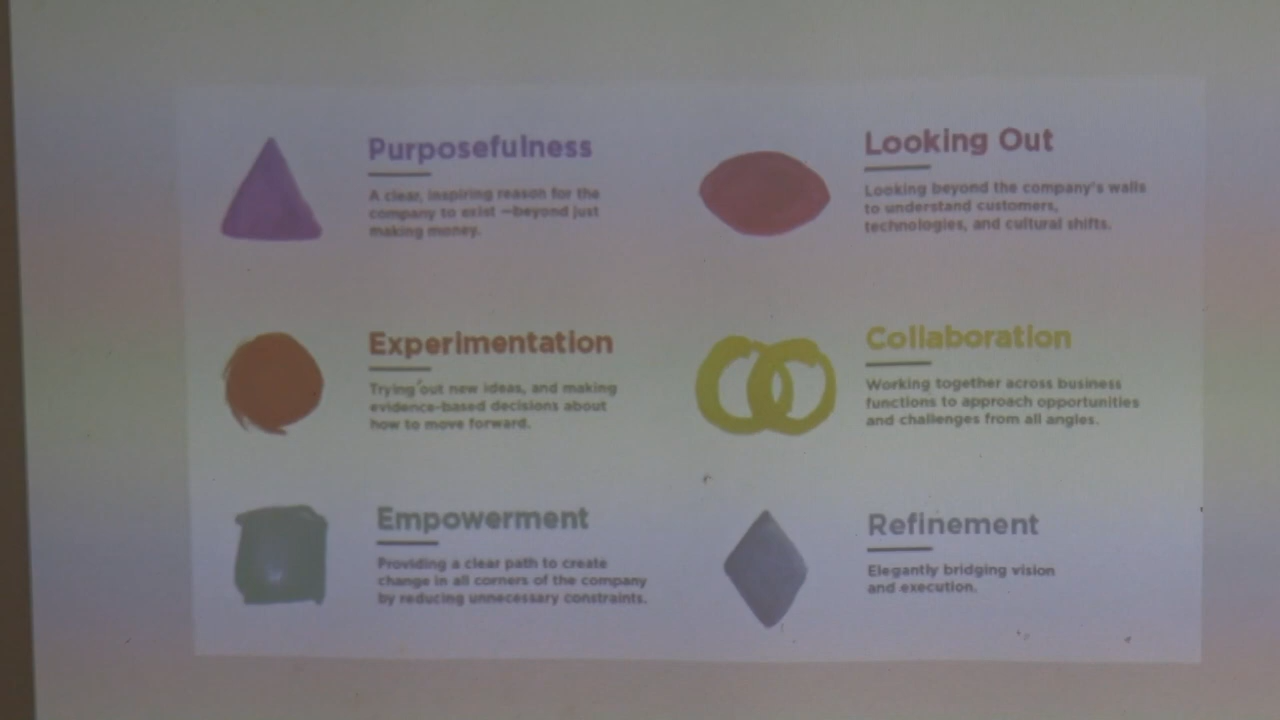 Purposefulness
A clear, inspiring reason for the
company to exist —beyond just
making money.
Looking Out
Looking beyond the company's walls
to understand customers,
technologies, and cultural shifts.
Experimentation
Trying out new ideas, and making
evidence-based decisions about
how to move forward.
Collaboration
Working together across business
functions to approach opportunities
and challenges from all angles.
Empowerment
Providing a clear path to create
change in all corners of the company
by reducing unnecessary constraints.
Refinement
Elegantly bridging vision
and execution.